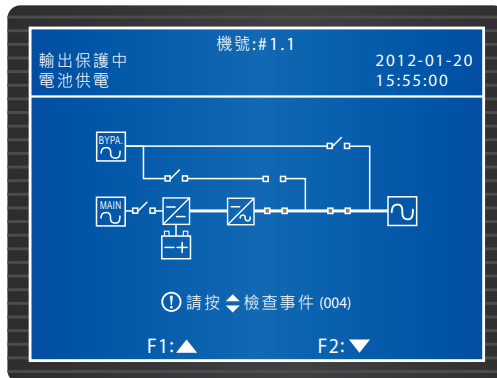 機號:#1.1
輸出保護中
電池供電
2012-01-20
15:55:00
BYPA.
MAIN
請按 檢查事件 (004)
F1:
F2: